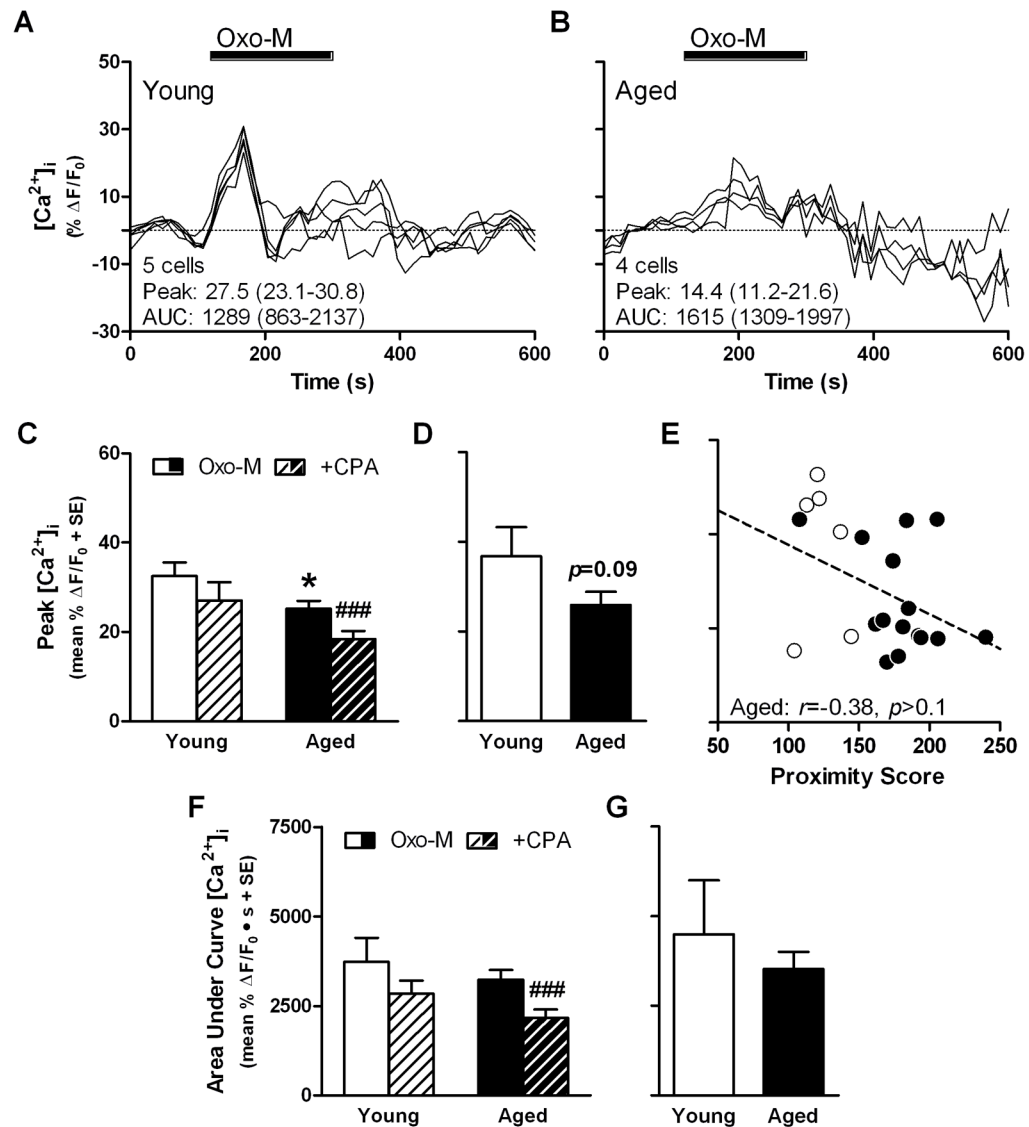 A
Oxo-M
Young
[Ca²⁺]ᵢ
(% ΔF/F₀)
50
30
10
-10
-30
5 cells
Peak: 27.5 (23.1-30.8)
AUC: 1289 (863-2137)
0 200 400 600
Time (s)
B
Oxo-M
Aged
4 cells
Peak: 14.4 (11.2-21.6)
AUC: 1615 (1309-1997)
0 200 400 600
Time (s)
C
Peak [Ca²⁺]ᵢ
(mean % ΔF/F₀ + SE)
60
40
20
0
Oxo-M +CPA
*
###
Young Aged
D
p=0.09
Young Aged
E
Aged: r=-0.38, p>0.1
50 100 150 200 250
Proximity Score
F
Area Under Curve [Ca²⁺]ᵢ
(mean % ΔF/F₀ • s + SE)
7500
5000
2500
0
Oxo-M +CPA
###
Young Aged
G
Young Aged